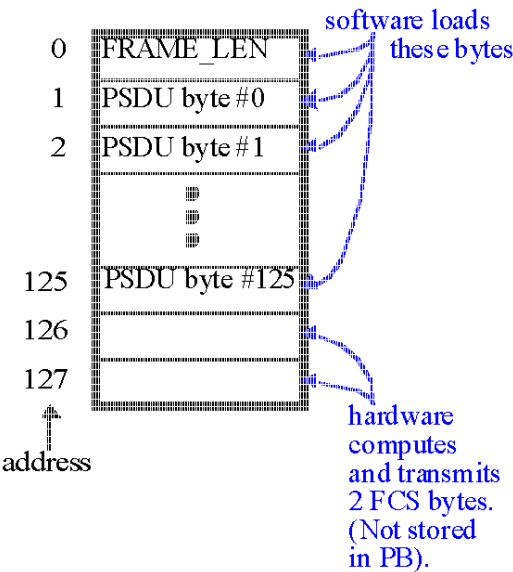 software loads
these bytes
0 FRAME_LEN
1 PSDU byte #0
2 PSDU byte #1
125 PSDU byte #125
126
127
address
hardware
computes
and transmits
2 FCS bytes.
(Not stored
in PB).